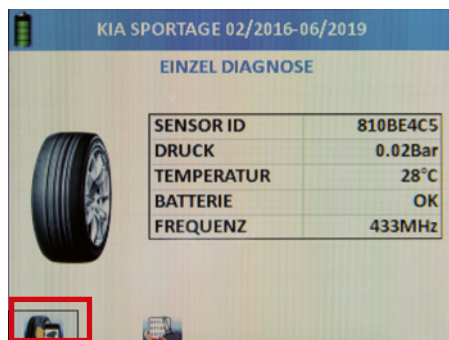 KIA SPORTAGE 02/2016-06/2019
EINZEL DIAGNOSE
SENSOR ID 810BE4C5
DRUCK 0.02Bar
TEMPERATUR 28°C
BATTERIE OK
FREQUENZ 433MHz